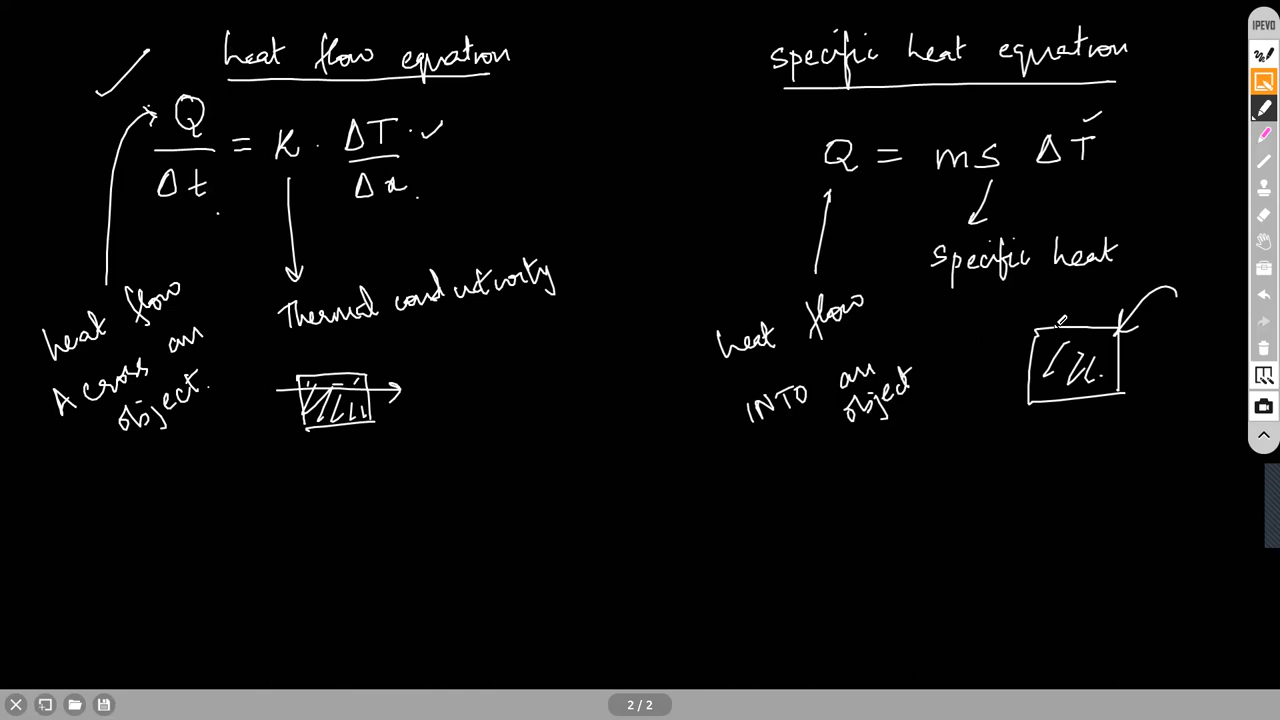 heat flow equation
Q / Δt = K · ΔT / Δx
heat flow
Across an
object.
Thermal conductivity
specific heat equation
Q = ms ΔT
specific heat
heat flow
INTO an
object
IPEVO
2 / 2